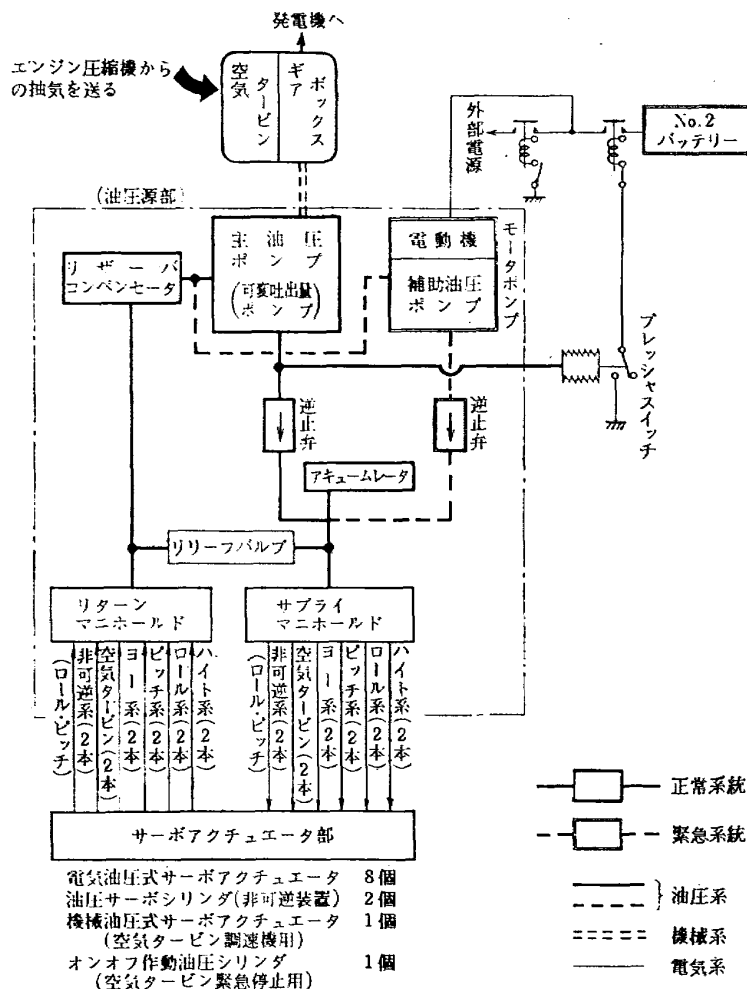 発電機へ
エンジン圧縮機から
の抽気を送る
空気
タービン
ギア
ボックス
外部電源
No.2
バッテリー
(油圧源部)
リザーバ
コンペンセータ
主油圧
ポンプ
(可変吐出量
ポンプ)
電動機
補助油圧
ポンプ
モータポンプ
プレッシャスイッチ
逆止弁
逆止弁
アキュームレータ
リリーフバルブ
リターン
マニホールド
サプライ
マニホールド
非可逆系(2本)
(ロール・ピッチ)
空気タービン(2本)
ヨー系(2本)
ピッチ系(2本)
ロール系(2本)
ハイト系(2本)
非可逆系(2本)
(ロール・ピッチ)
空気タービン(2本)
ヨー系(2本)
ピッチ系(2本)
ロール系(2本)
ハイト系(2本)
サーボアクチュエータ部
電気油圧式サーボアクチュエータ 8個
油圧サーボシリンダ(非可逆装置) 2個
機械油圧式サーボアクチュエータ 1個
(空気タービン調速機用)
オンオフ作動油圧シリンダ 1個
(空気タービン緊急停止用)
正常系統
緊急系統
油圧系
機械系
電気系